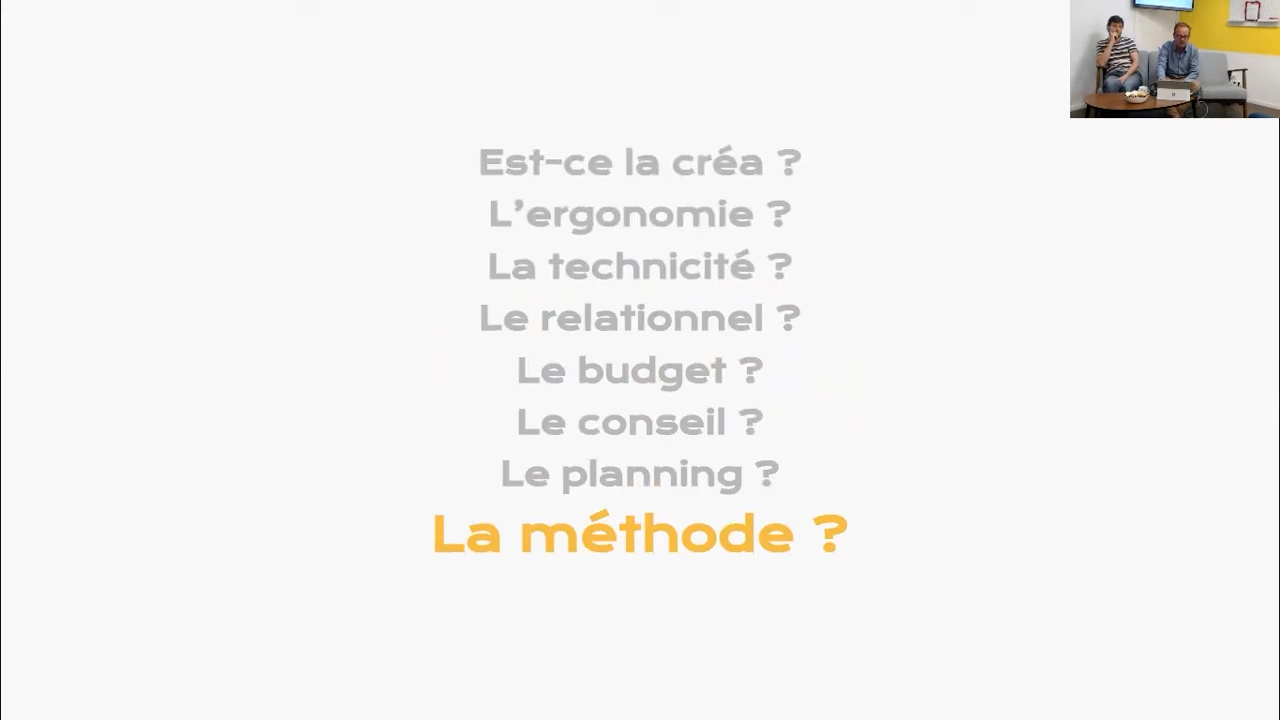 Est-ce la créa ?
L’ergonomie ?
La technicité ?
Le relationnel ?
Le budget ?
Le conseil ?
Le planning ?
La méthode ?